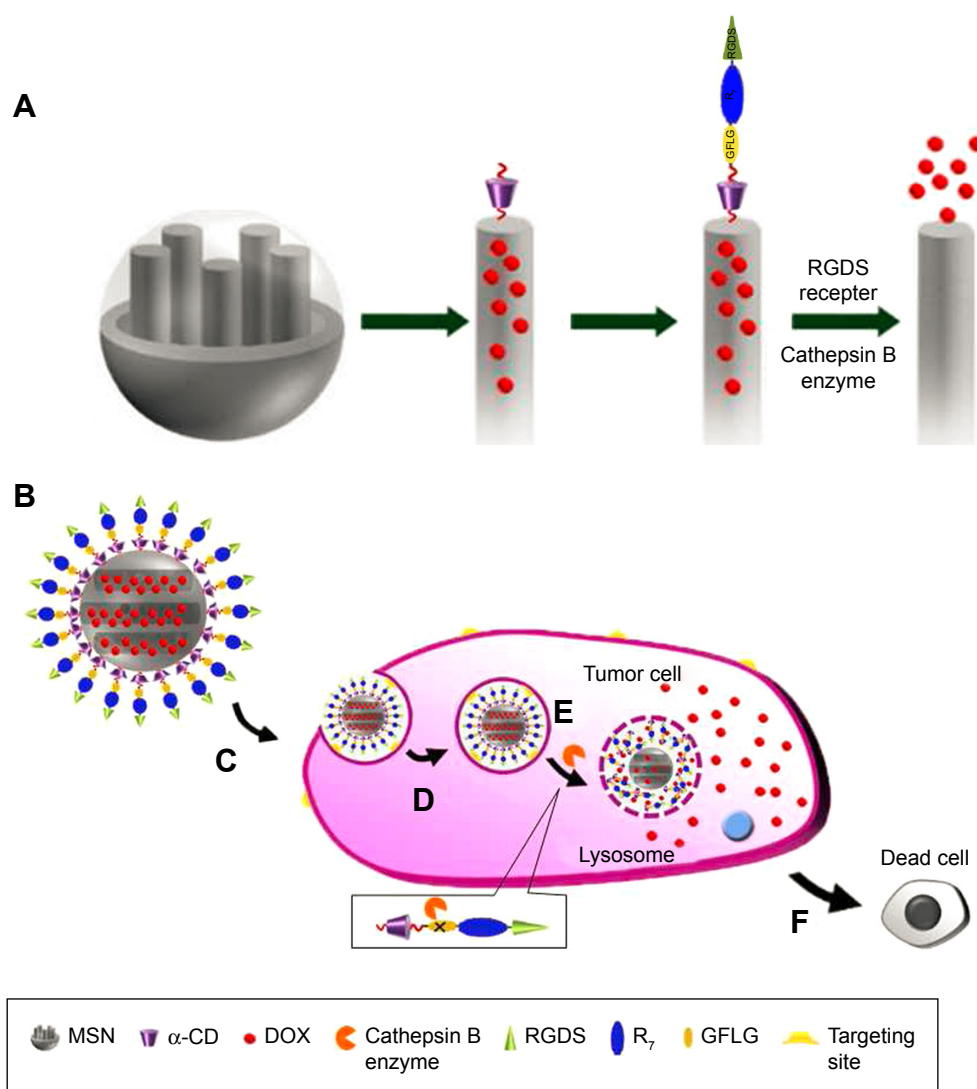 A
RGDS
R7
GFLG
RGDS
recepter
Cathepsin B
enzyme
B
Tumor cell
E
C
D
Lysosome
Dead cell
F
MSN
α-CD
DOX
Cathepsin B
enzyme
RGDS
R7
GFLG
Targeting
site